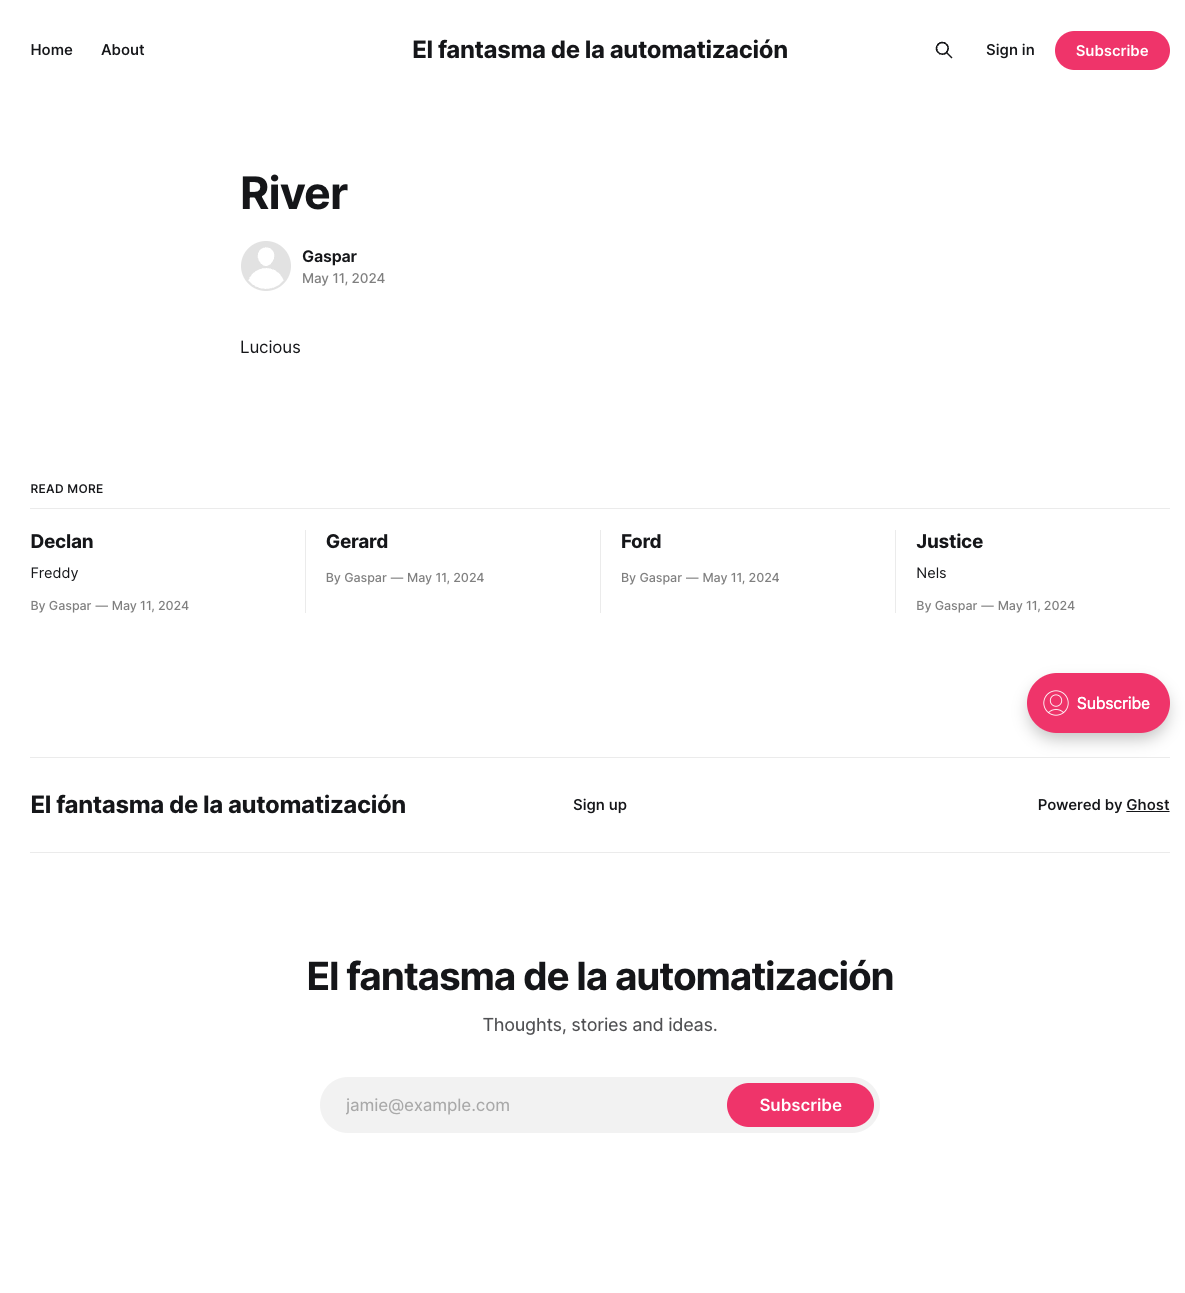 Home About El fantasma de la automatización Sign in Subscribe
River
Gaspar
May 11, 2024
Lucious
READ MORE
Declan
Freddy
By Gaspar — May 11, 2024
Gerard
By Gaspar — May 11, 2024
Ford
By Gaspar — May 11, 2024
Justice
Nels
By Gaspar — May 11, 2024
Subscribe
El fantasma de la automatización Sign up Powered by Ghost
El fantasma de la automatización
Thoughts, stories and ideas.
jamie@example.com Subscribe